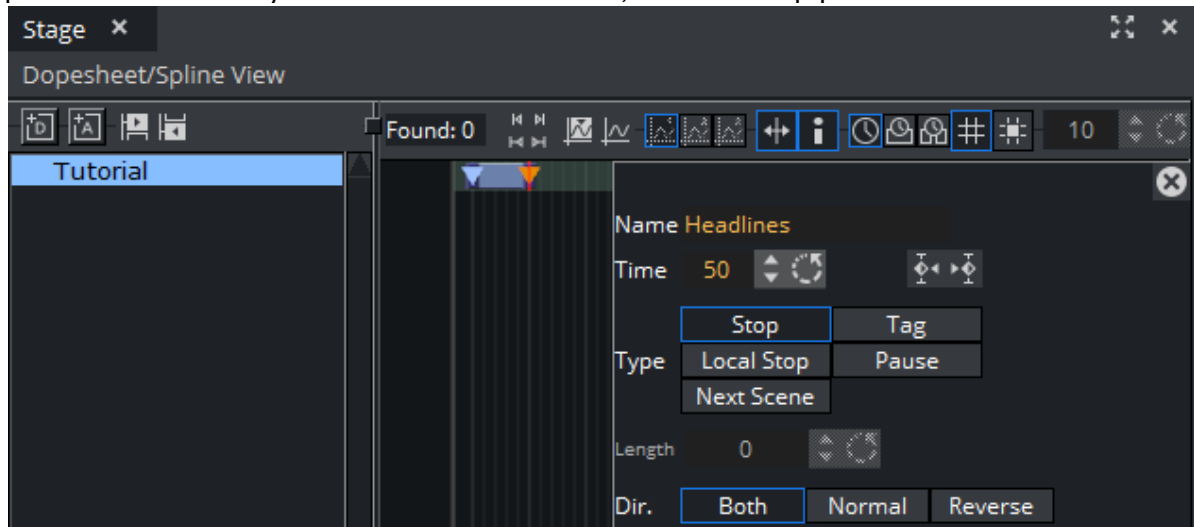 Stage
Dopesheet/Spline View
D A Found: 0 10
Tutorial
Name Headlines
Time 50
Stop Tag
Type Local Stop Pause
Next Scene
Length 0
Dir. Both Normal Reverse